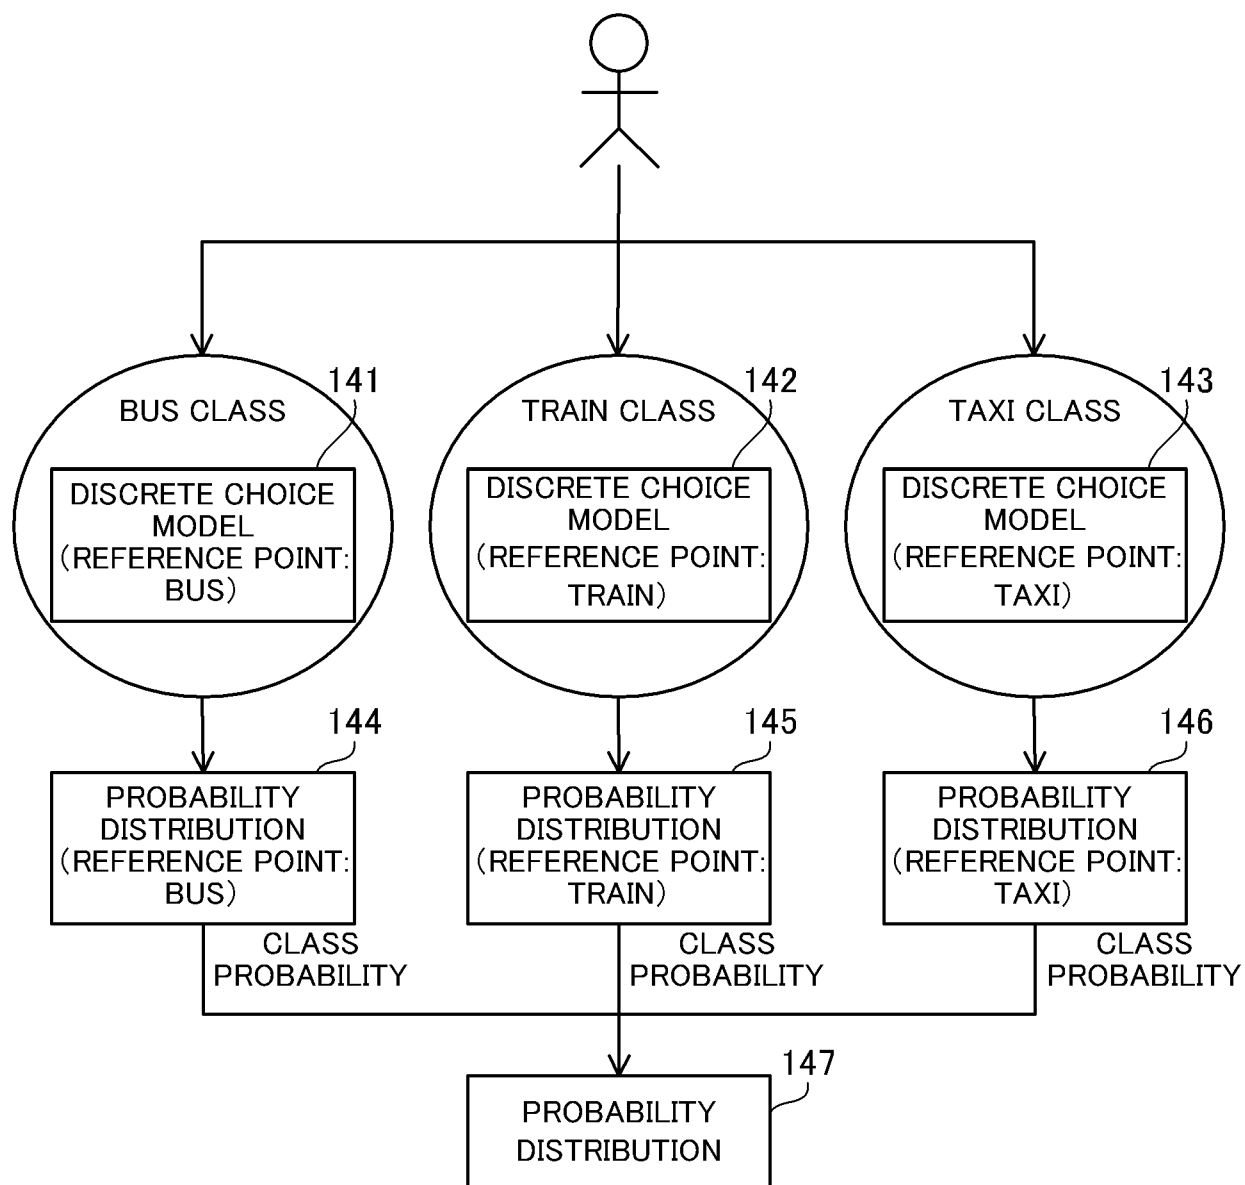 141
BUS CLASS
DISCRETE CHOICE
MODEL
(REFERENCE POINT:
BUS)
142
TRAIN CLASS
DISCRETE CHOICE
MODEL
(REFERENCE POINT:
TRAIN)
143
TAXI CLASS
DISCRETE CHOICE
MODEL
(REFERENCE POINT:
TAXI)
144
PROBABILITY
DISTRIBUTION
(REFERENCE POINT:
BUS)
CLASS
PROBABILITY
145
PROBABILITY
DISTRIBUTION
(REFERENCE POINT:
TRAIN)
CLASS
PROBABILITY
146
PROBABILITY
DISTRIBUTION
(REFERENCE POINT:
TAXI)
CLASS
PROBABILITY
147
PROBABILITY
DISTRIBUTION